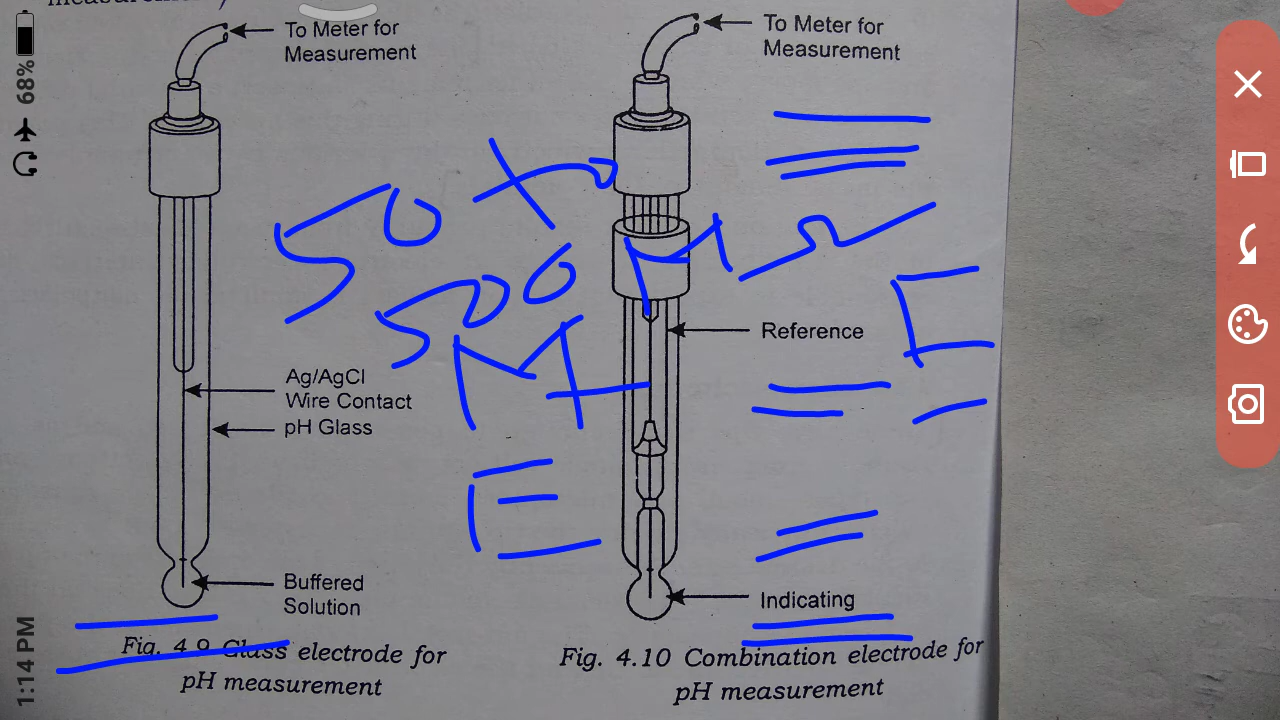 68%
1:14 PM
To Meter for
Measurement
Ag/AgCl
Wire Contact
pH Glass
Buffered
Solution
Fig. 4.9 Glass electrode for
pH measurement
To Meter for
Measurement
Reference
Indicating
Fig. 4.10 Combination electrode for
pH measurement